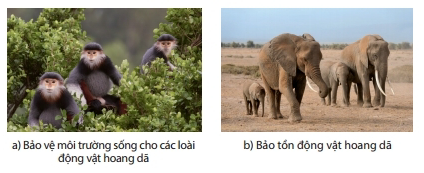 a) Bảo vệ môi trường sống cho các loài
động vật hoang dã
b) Bảo tồn động vật hoang dã